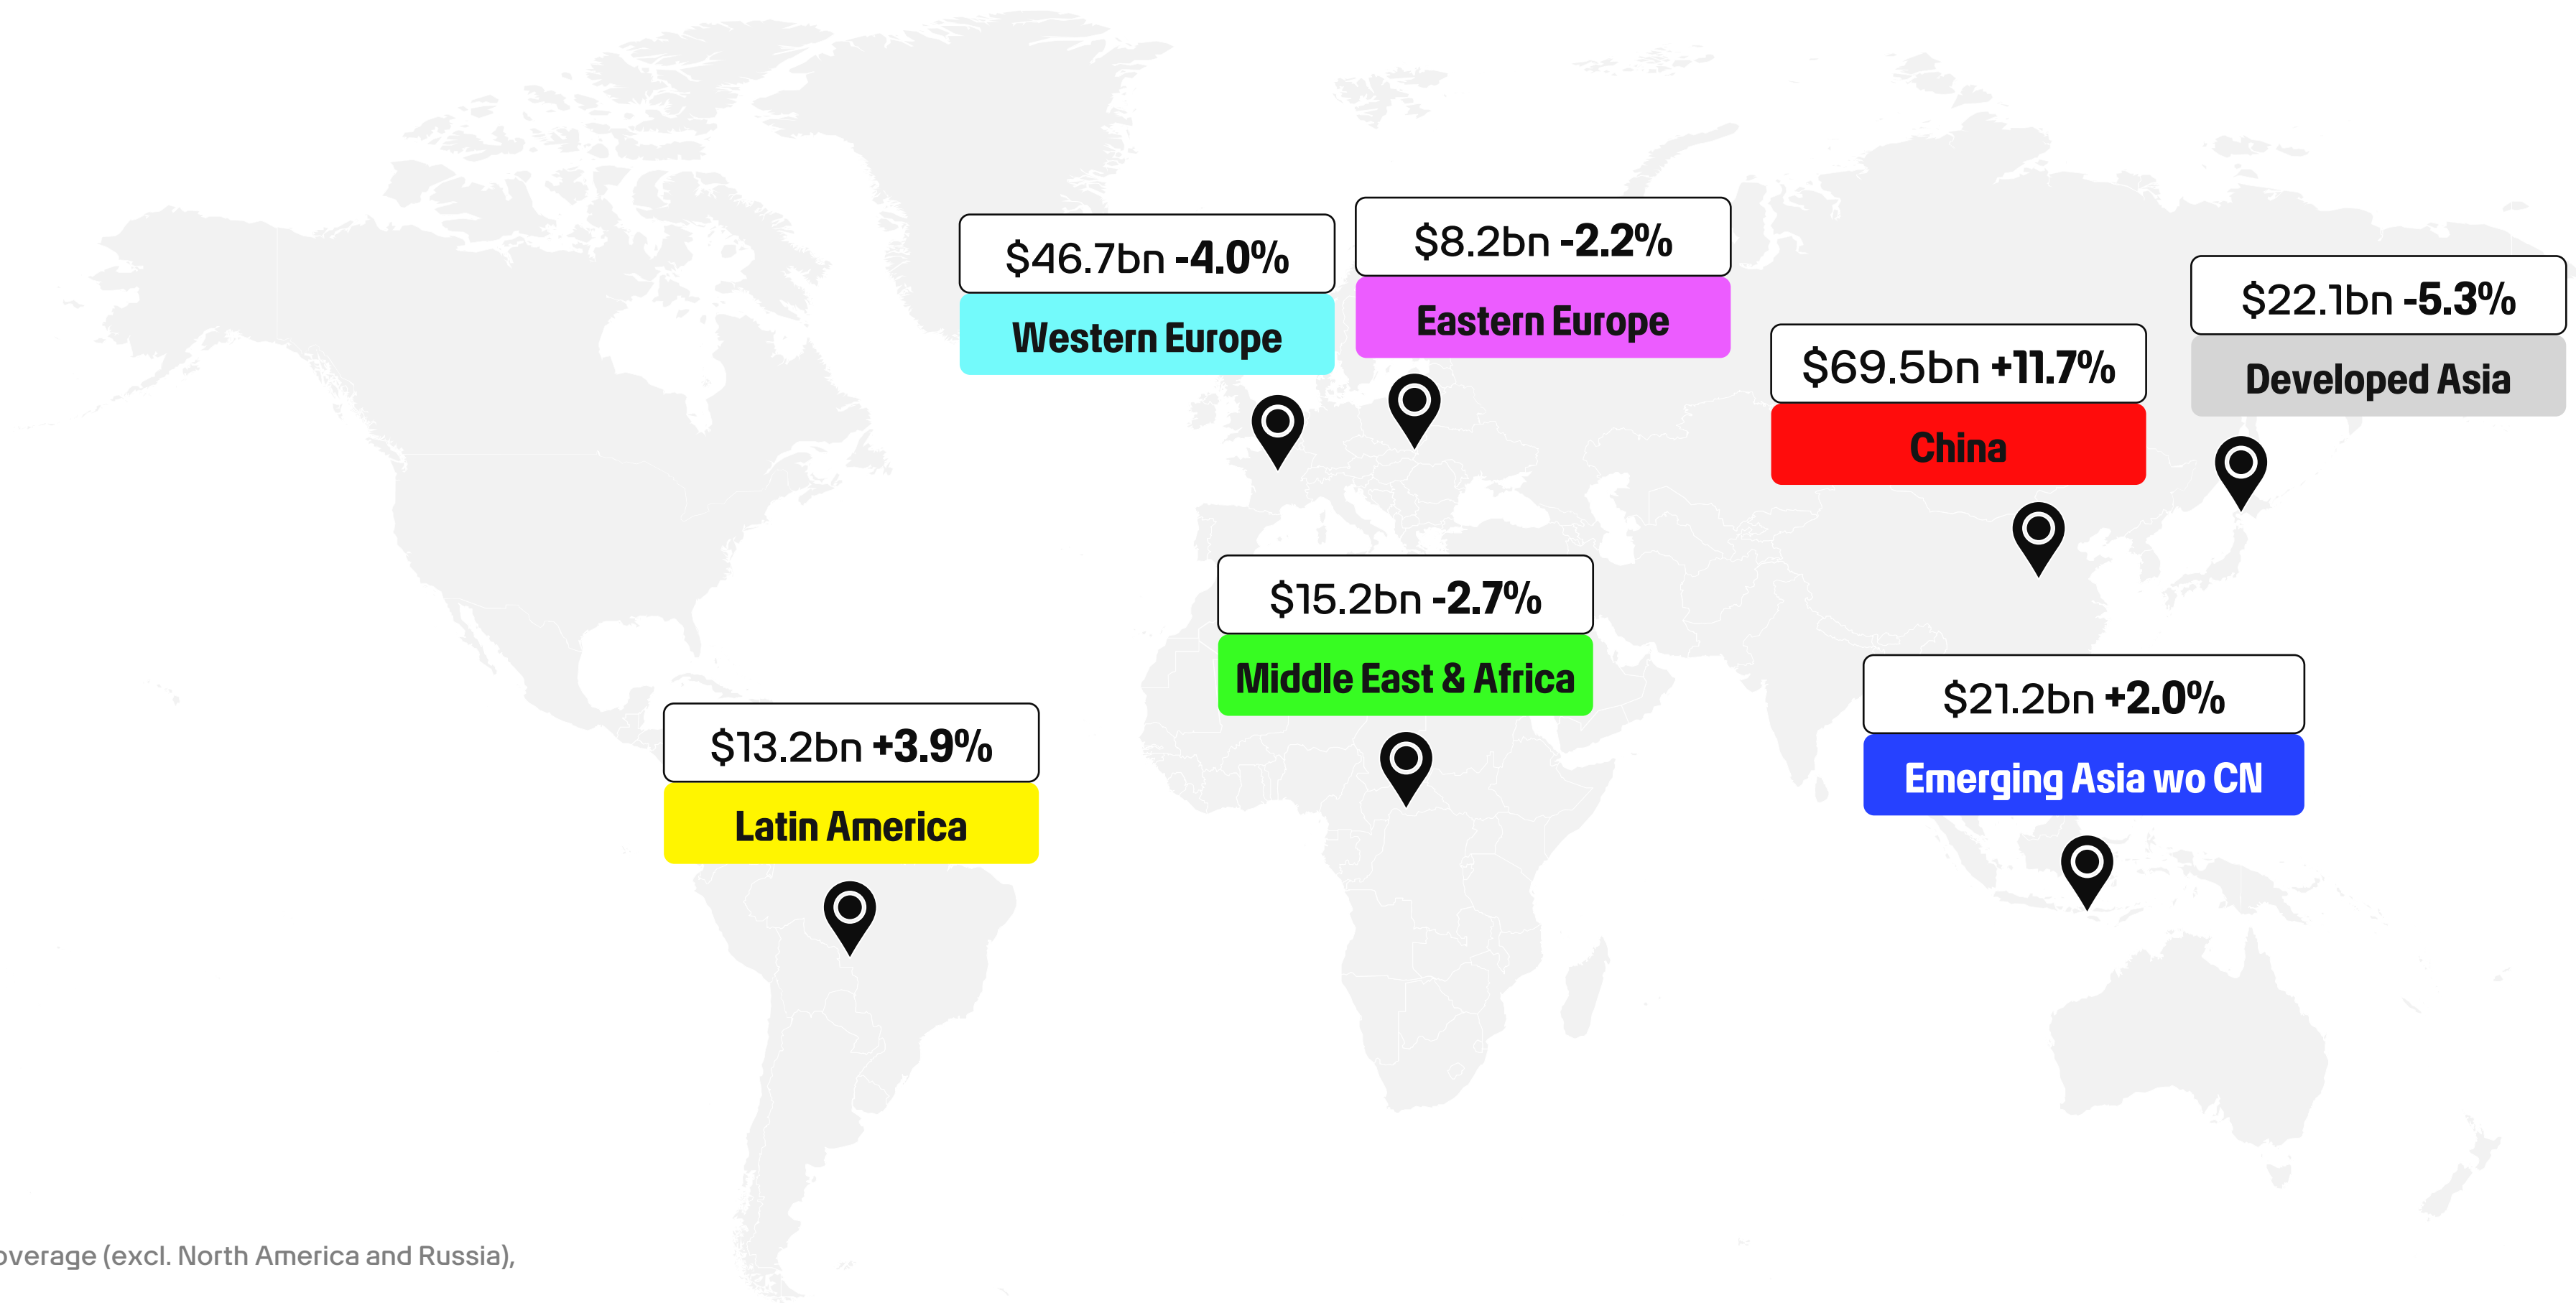 $46.7bn -4.0%
Western Europe
$8.2bn -2.2%
Eastern Europe
$22.1bn -5.3%
Developed Asia
$69.5bn +11.7%
China
$15.2bn -2.7%
Middle East & Africa
$21.2bn +2.0%
Emerging Asia wo CN
$13.2bn +3.9%
Latin America
(excl. North America and Russia),